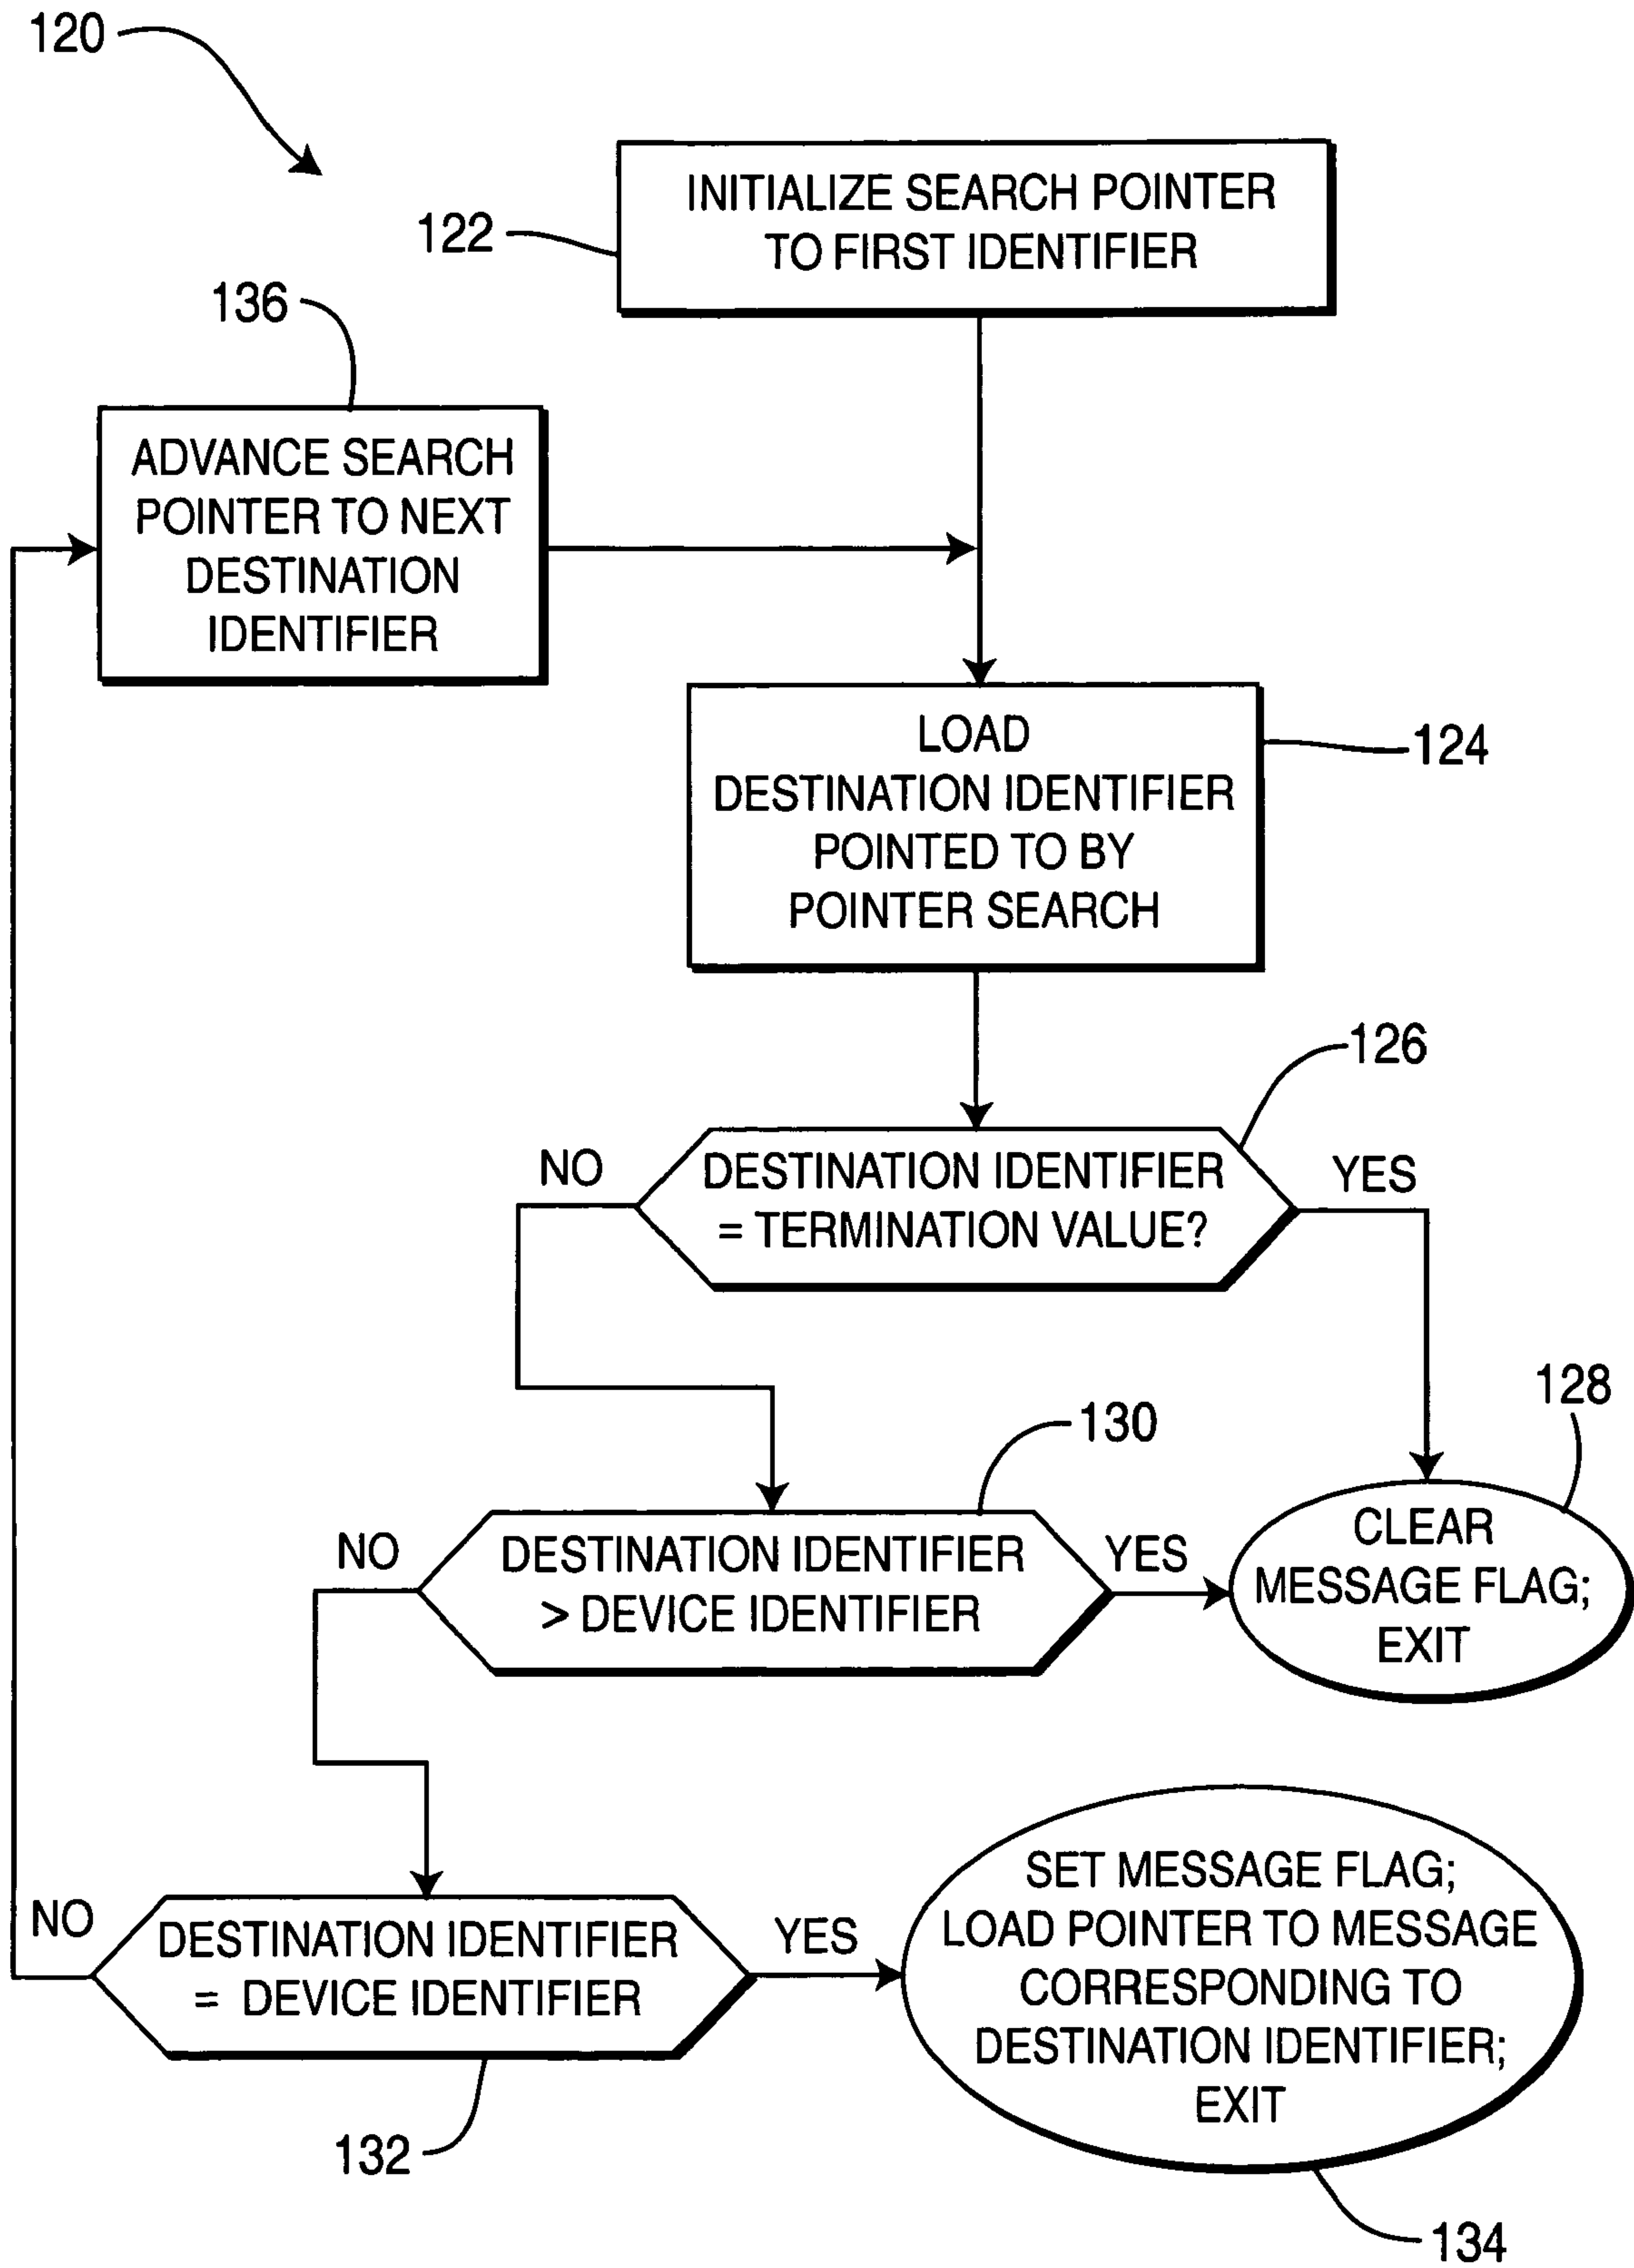 120
INITIALIZE SEARCH POINTER
TO FIRST IDENTIFIER
122
136
ADVANCE SEARCH
POINTER TO NEXT
DESTINATION
IDENTIFIER
LOAD
DESTINATION IDENTIFIER
POINTED TO BY
POINTER SEARCH
124
126
NO
DESTINATION IDENTIFIER
= TERMINATION VALUE?
YES
128
130
NO
DESTINATION IDENTIFIER
> DEVICE IDENTIFIER
YES
CLEAR
MESSAGE FLAG;
EXIT
NO
DESTINATION IDENTIFIER
= DEVICE IDENTIFIER
YES
SET MESSAGE FLAG;
LOAD POINTER TO MESSAGE
CORRESPONDING TO
DESTINATION IDENTIFIER;
EXIT
132
134